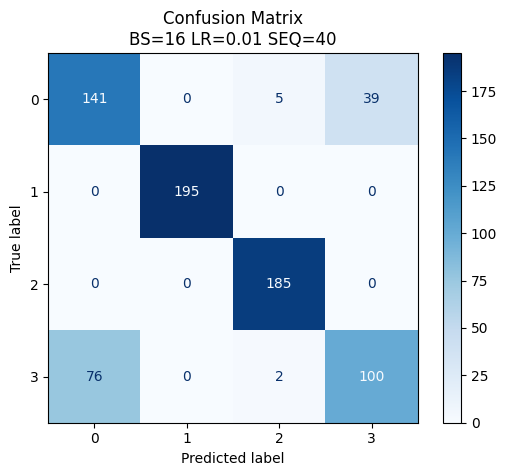 Confusion Matrix
BS=16 LR=0.01 SEQ=40
0 141 0 5 39
1 0 195 0 0
2 0 0 185 0
3 76 0 2 100
0 1 2 3
Predicted label
True label
175
150
125
100
75
50
25
0